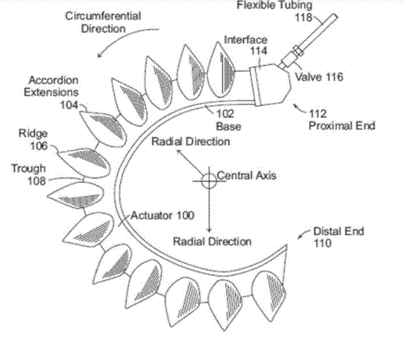 Flexible Tubing
118
Circumferential
Direction
Interface
114
Valve 116
Accordion
Extensions
104
102
Base
112
Proximal End
Ridge
106
Radial Direction
Trough
108
Central Axis
Actuator 100
Radial Direction
Distal End
110